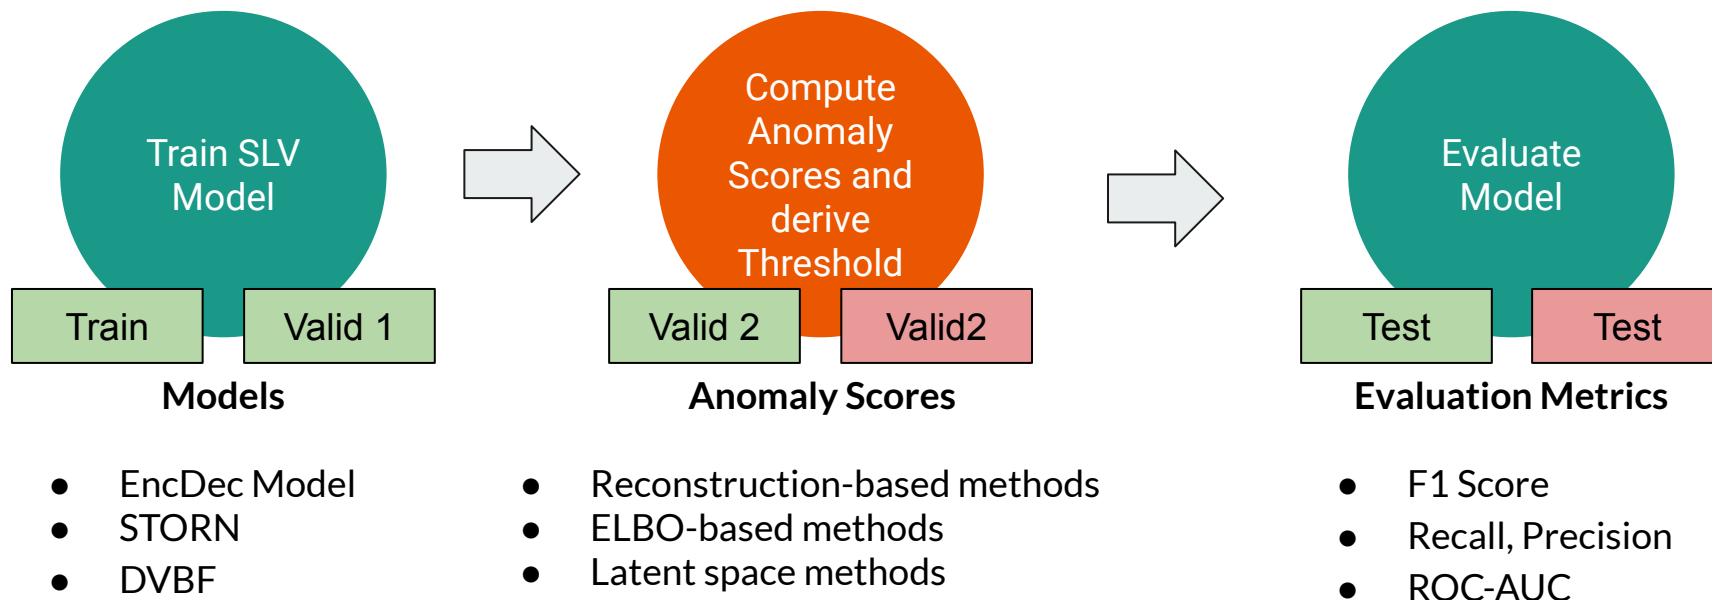 Train SLV
Model
Compute
Anomaly
Scores and
derive
Threshold
Evaluate
Model
Train
Valid 1
Valid 2
Valid2
Test
Test
Models
Anomaly Scores
Evaluation Metrics
● EncDec Model
● STORN
● DVBF
● Reconstruction-based methods
● ELBO-based methods
● Latent space methods
● F1 Score
● Recall, Precision
● ROC-AUC